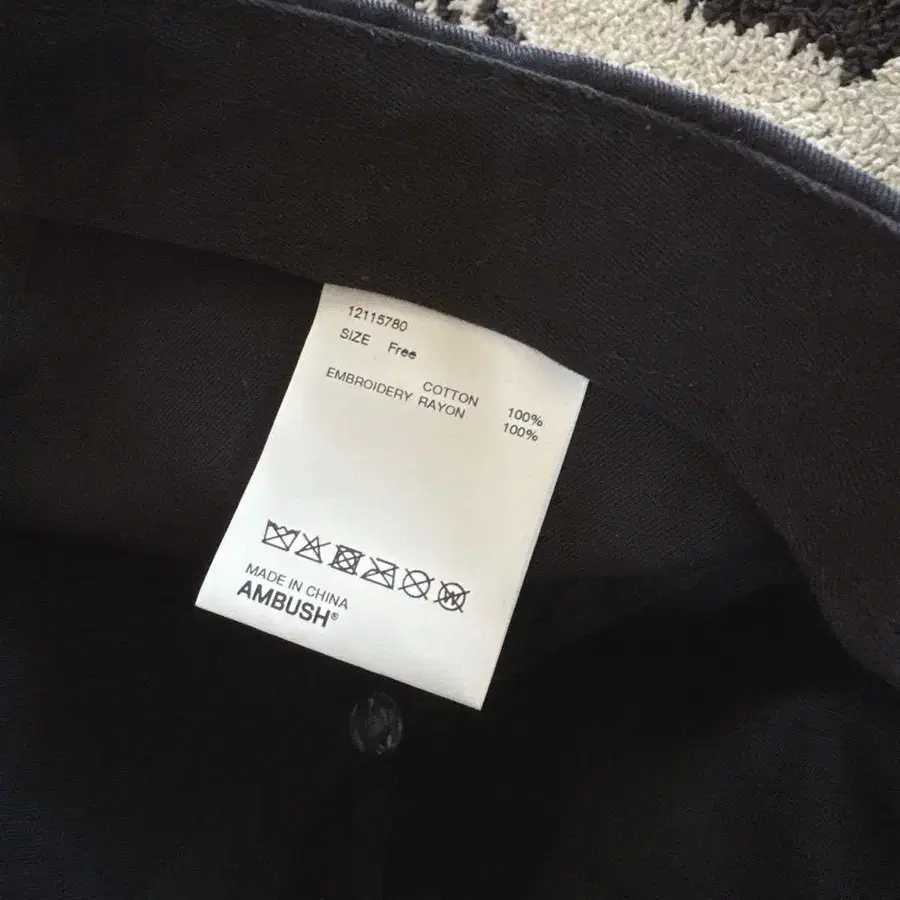 12115780
SIZE Free
COTTON 100%
EMBROIDERY RAYON 100%
MADE IN CHINA
AMBUSH®